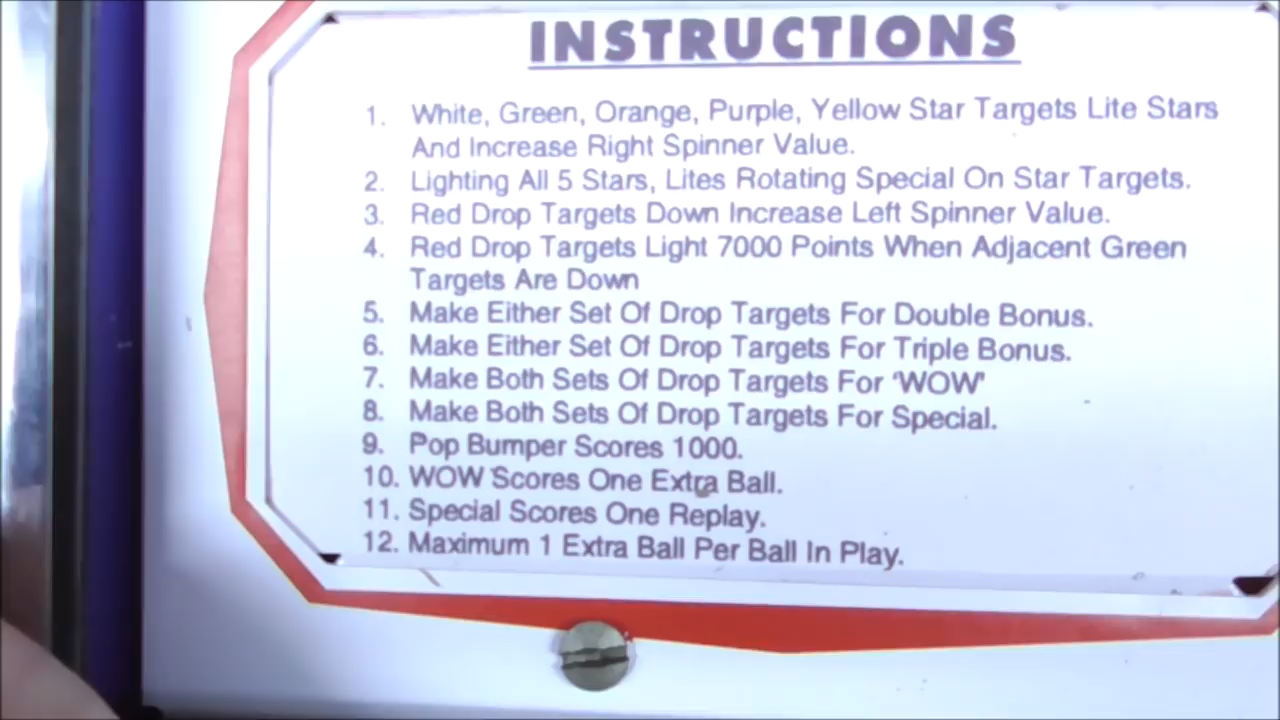 INSTRUCTIONS
1. White, Green, Orange, Purple, Yellow Star Targets Lite Stars
And Increase Right Spinner Value.
2. Lighting All 5 Stars, Lites Rotating Special On Star Targets.
3. Red Drop Targets Down Increase Left Spinner Value.
4. Red Drop Targets Light 7000 Points When Adjacent Green
Targets Are Down
5. Make Either Set Of Drop Targets For Double Bonus.
6. Make Either Set Of Drop Targets For Triple Bonus.
7. Make Both Sets Of Drop Targets For 'WOW'
8. Make Both Sets Of Drop Targets For Special.
9. Pop Bumper Scores 1000.
10. WOW Scores One Extra Ball.
11. Special Scores One Replay.
12. Maximum 1 Extra Ball Per Ball In Play.